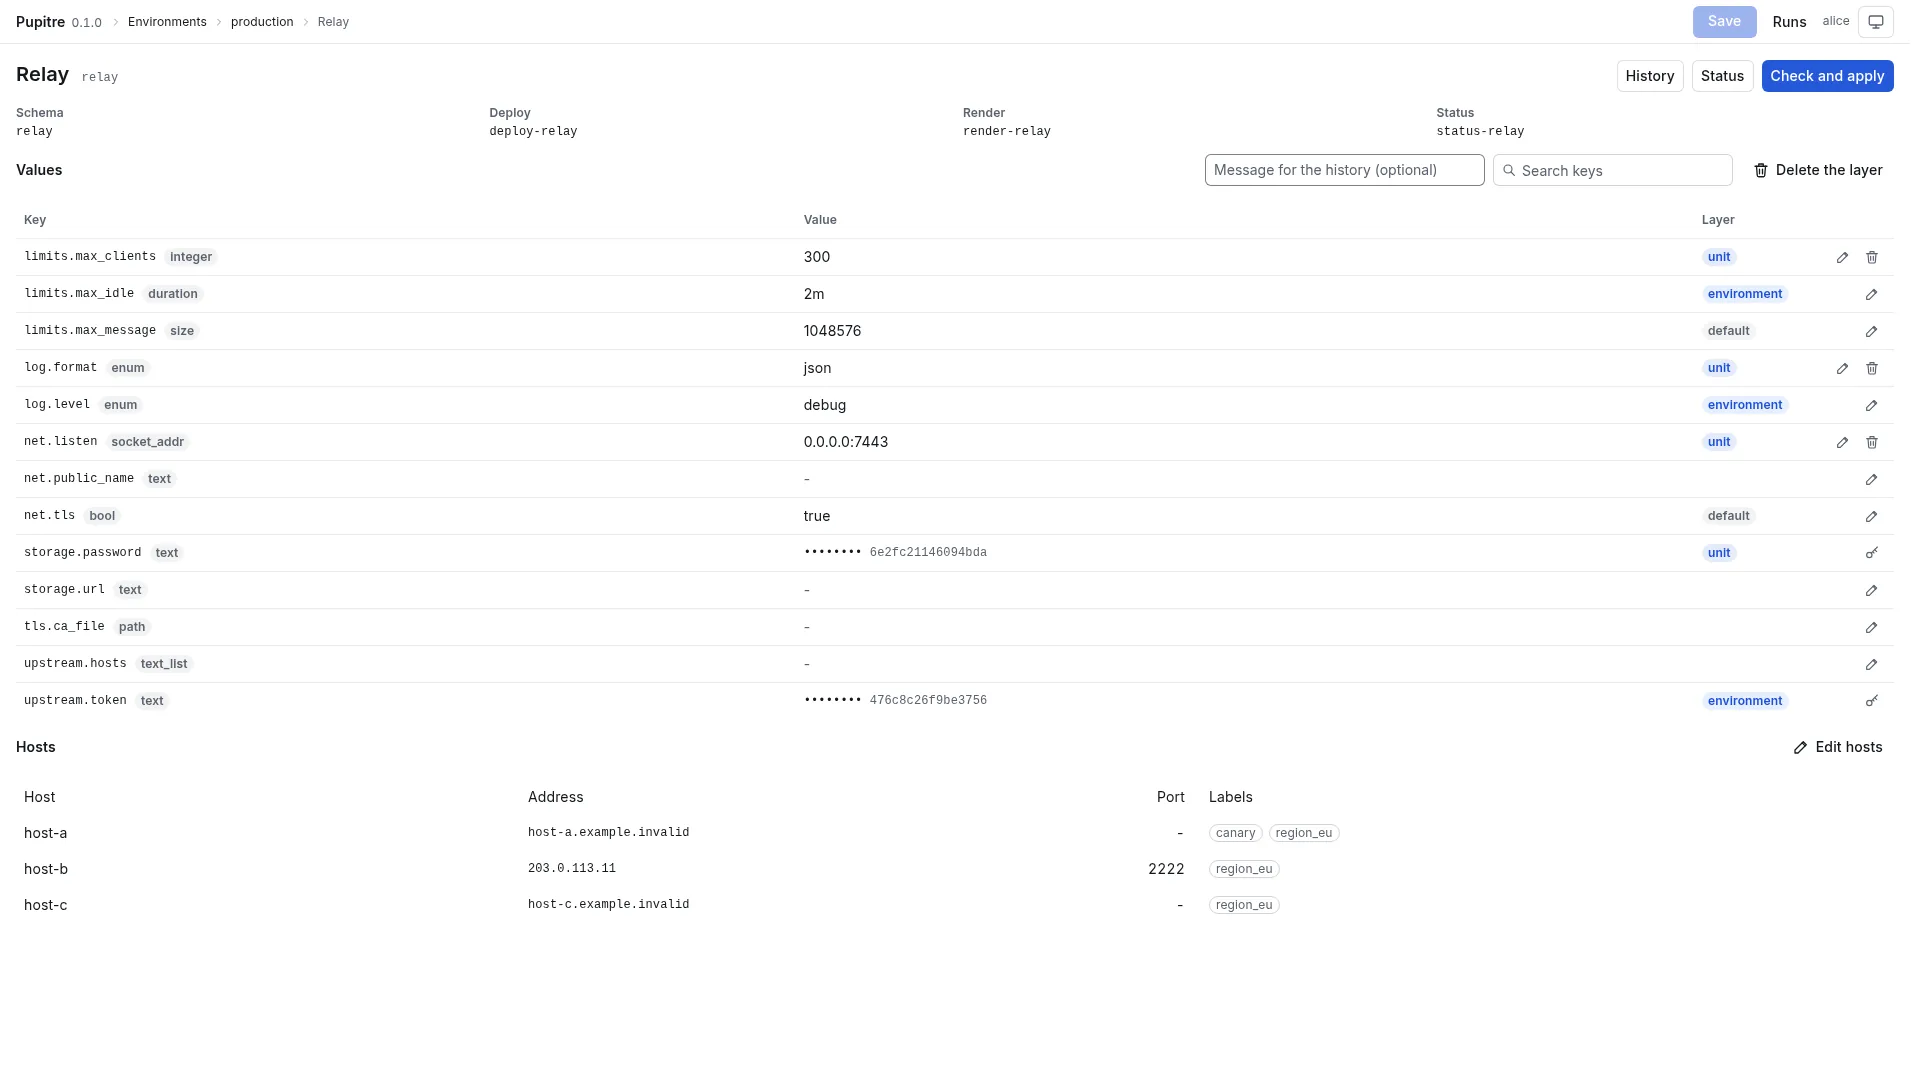 Pupitre 0.1.0 > Environments > production > Relay Save Runs alice
Relay relay History Status Check and apply
Schema Deploy Render Status
relay deploy-relay render-relay status-relay
Values Message for the history (optional) Search keys Delete the layer
Key Value Layer
limits.max_clients integer 300 unit
limits.max_idle duration 2m environment
limits.max_message size 1048576 default
log.format enum json unit
log.level enum debug environment
net.listen socket_addr 0.0.0.0:7443 unit
net.public_name text -
net.tls bool true default
storage.password text •••••••• 6e2fc21146094bda unit
storage.url text -
tls.ca_file path -
upstream.hosts text_list -
upstream.token text •••••••• 476c8c26f9be3756 environment
Hosts Edit hosts
Host Address Port Labels
host-a host-a.example.invalid - canary region_eu
host-b 203.0.113.11 2222 region_eu
host-c host-c.example.invalid - region_eu